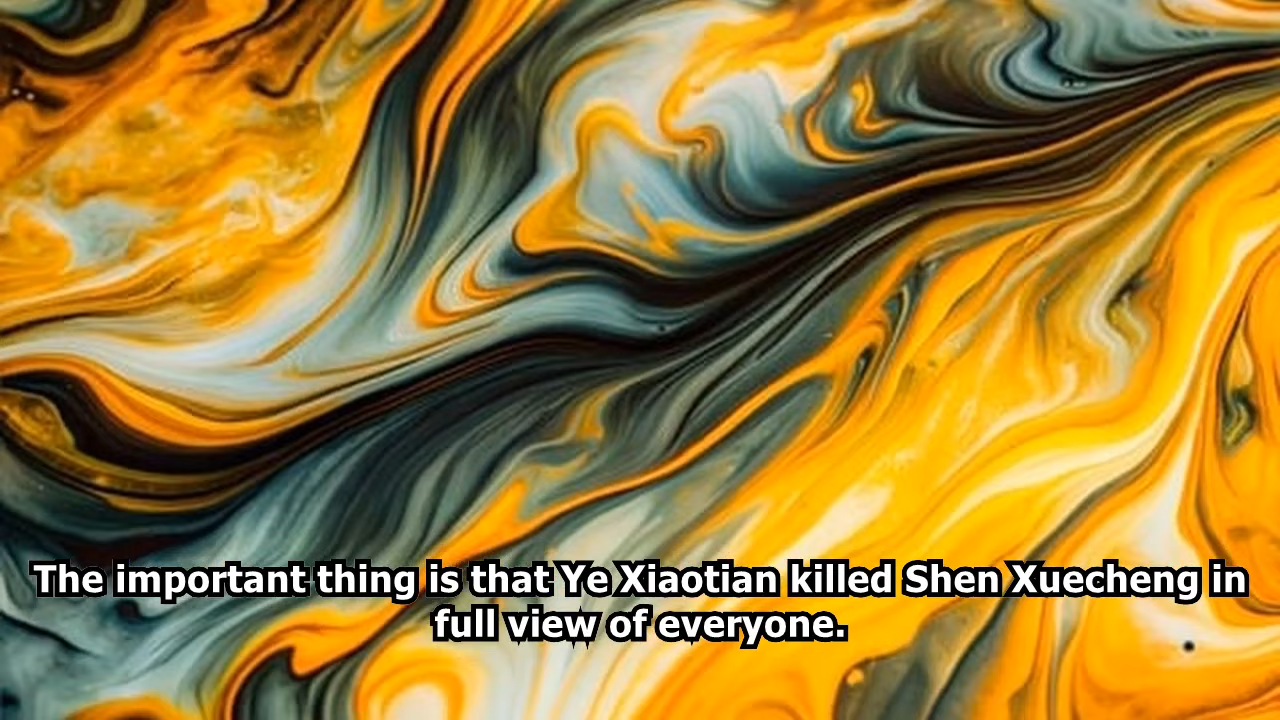 The important thing is that Ye Xiaotian killed Shen Xuecheng in
full view of everyone.